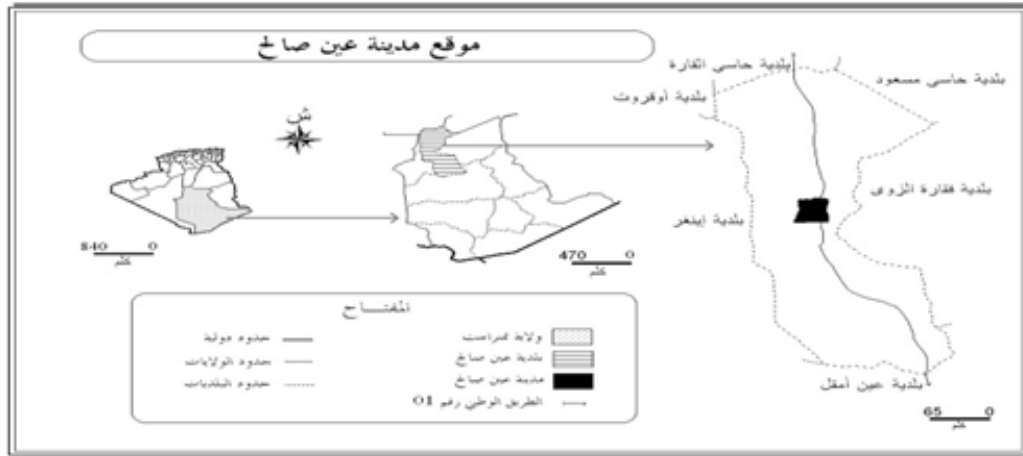 موقع مدينة عين صالح
بلدية حاسي القارة
بلدية حاسي مسعود
بلدية أوقروت
ش
بلدية فقارة الزوى
بلدية إينغر
840 0
كلم
470 0
كلم
المفتـــاح
ولاية تمنراست
حدود دولية
بلدية عين صالح
حدود الولايات
مدينة عين صالح
حدود البلديات
الطريق الوطني رقم 01
بلدية عين أمقل
65 0
كلم